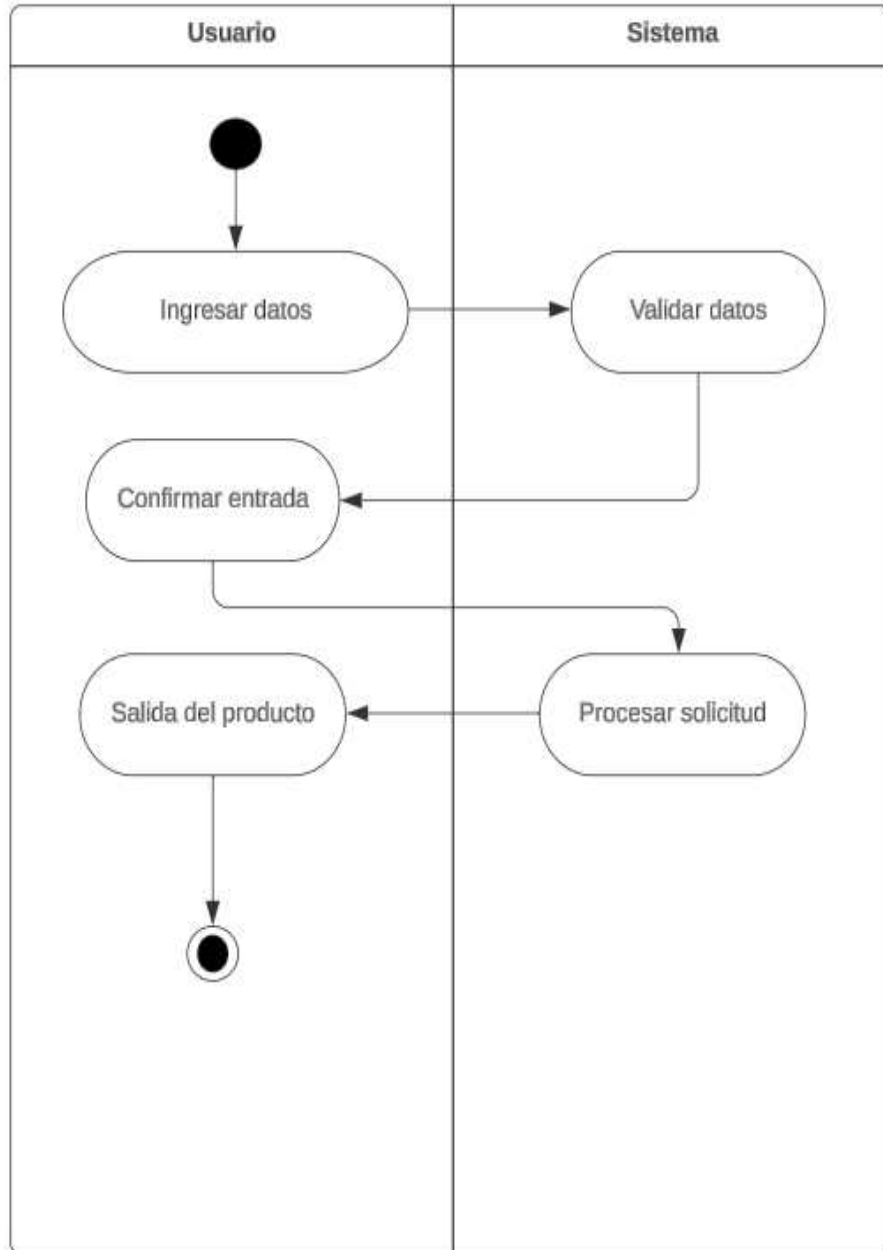 Usuario
Sistema
Ingresar datos
Validar datos
Confirmar entrada
Salida del producto
Procesar solicitud